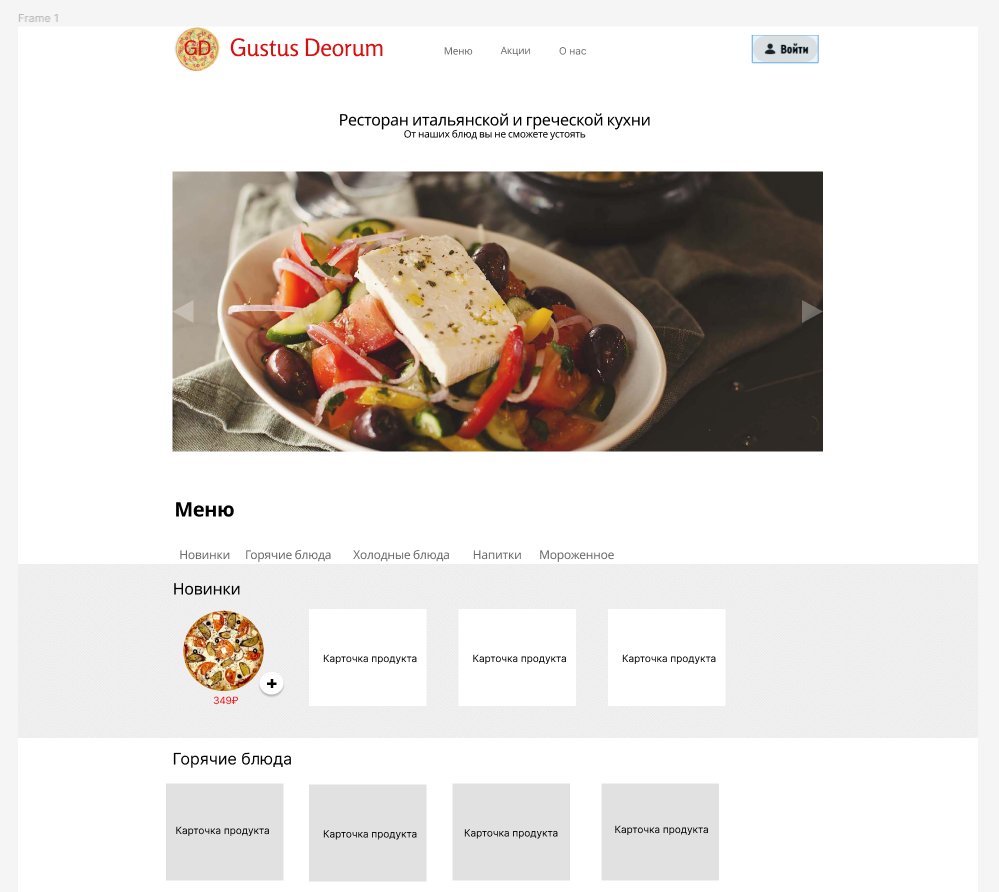 Frame 1
GD
Gustus Deorum
Меню
Акции
О нас
Войти
Ресторан итальянской и греческой кухни
От наших блюд вы не сможете устоять
Меню
Новинки
Горячие блюда
Холодные блюда
Напитки
Мороженное
Новинки
Карточка продукта
Карточка продукта
Карточка продукта
349₽
Горячие блюда
Карточка продукта
Карточка продукта
Карточка продукта
Карточка продукта